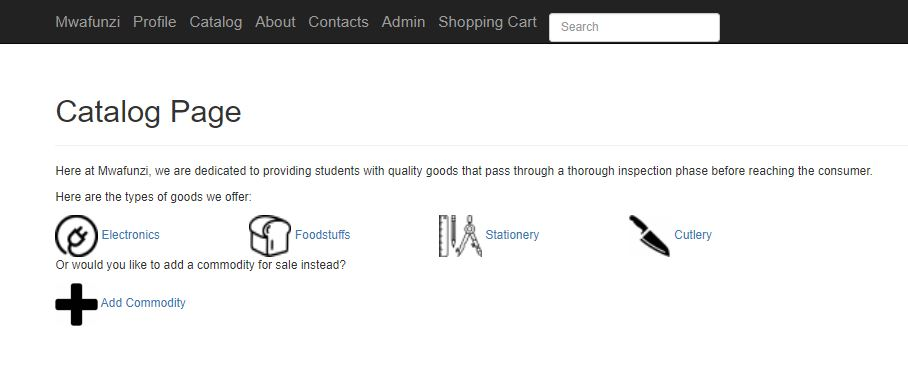 Mwafunzi Profile Catalog About Contacts Admin Shopping Cart Search
Catalog Page
Here at Mwafunzi, we are dedicated to providing students with quality goods that pass through a thorough inspection phase before reaching the consumer.
Here are the types of goods we offer:
Electronics Foodstuffs Stationery Cutlery
Or would you like to add a commodity for sale instead?
Add Commodity